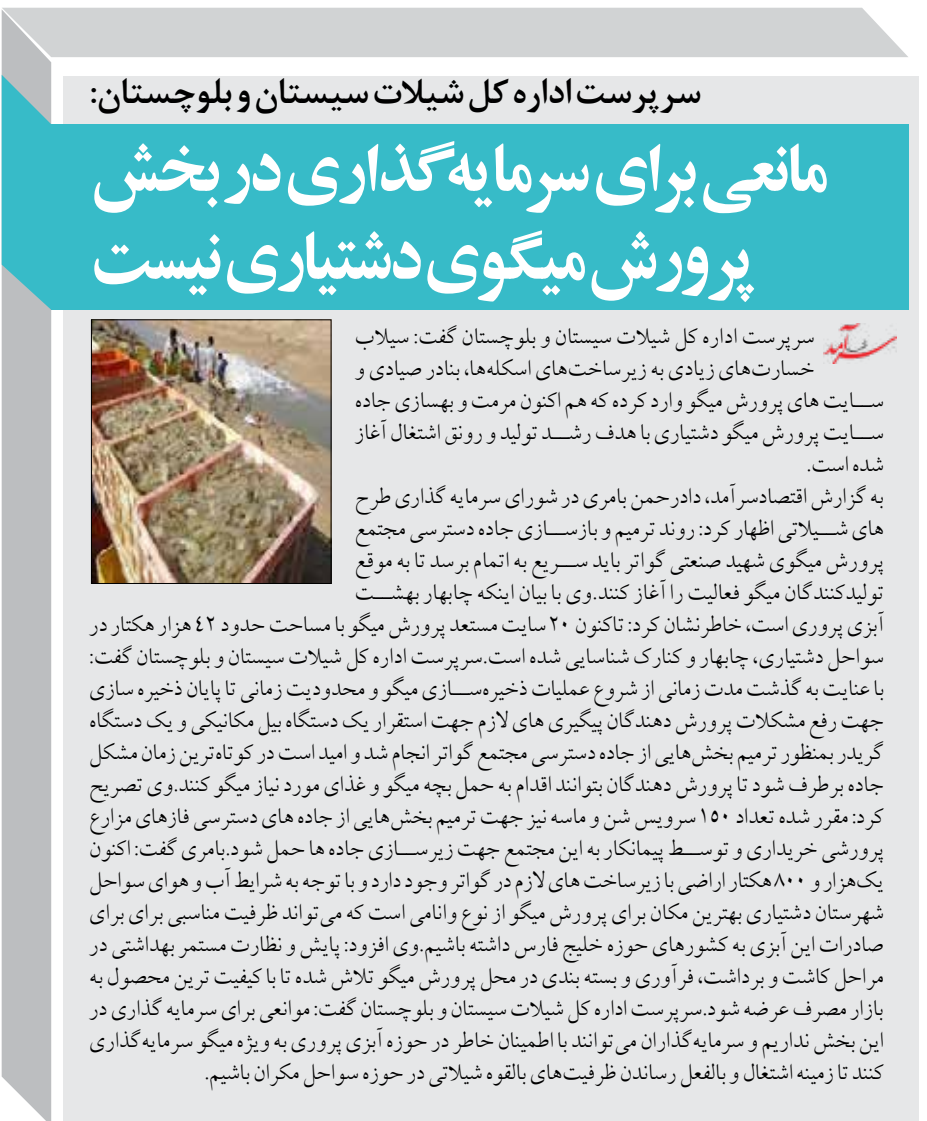 سرپرست اداره کل شیلات سیستان و بلوچستان:
مانعی برای سرمایه‌گذاری در بخش
پرورش میگوی دشتیاری نیست
سرآمد
سرپرست اداره کل شیلات سیستان و بلوچستان گفت: سیلاب
خسارت‌های زیادی به زیرساخت‌های اسکله‌ها، بنادر صیادی و
سایت های پرورش میگو وارد کرده که هم اکنون مرمت و بهسازی جاده
سایت پرورش میگو دشتیاری با هدف رشد تولید و رونق اشتغال آغاز
شده است.
به گزارش اقتصادسرآمد، دادرحمن بامری در شورای سرمایه گذاری طرح
های شیلاتی اظهار کرد: روند ترمیم و بازسازی جاده دسترسی مجتمع
پرورش میگوی شهید صنعتی گواتر باید سریع به اتمام برسد تا به موقع
تولیدکنندگان میگو فعالیت را آغاز کنند.وی با بیان اینکه چابهار بهشت
آبزی پروری است، خاطرنشان کرد: تاکنون ۲۰ سایت مستعد پرورش میگو با مساحت حدود ٤٢ هزار هکتار در
سواحل دشتیاری، چابهار و کنارک شناسایی شده است.سرپرست اداره کل شیلات سیستان و بلوچستان گفت:
با عنایت به گذشت مدت زمانی از شروع عملیات ذخیره‌سازی میگو و محدودیت زمانی تا پایان ذخیره سازی
جهت رفع مشکلات پرورش دهندگان پیگیری های لازم جهت استقرار یک دستگاه بیل مکانیکی و یک دستگاه
گریدر بمنظور ترمیم بخش‌هایی از جاده دسترسی مجتمع گواتر انجام شد و امید است در کوتاه‌ترین زمان مشکل
جاده برطرف شود تا پرورش دهندگان بتوانند اقدام به حمل بچه میگو و غذای مورد نیاز میگو کنند.وی تصریح
کرد: مقرر شده تعداد ۱۵۰ سرویس شن و ماسه نیز جهت ترمیم بخش‌هایی از جاده های دسترسی فازهای مزارع
پرورشی خریداری و توسط پیمانکار به این مجتمع جهت زیرسازی جاده ها حمل شود.بامری گفت: اکنون
یک‌هزار و ۸۰۰ هکتار اراضی با زیرساخت های لازم در گواتر وجود دارد و با توجه به شرایط آب و هوای سواحل
شهرستان دشتیاری بهترین مکان برای پرورش میگو از نوع وانامی است که می‌تواند ظرفیت مناسبی برای برای
صادرات این آبزی به کشورهای حوزه خلیج فارس داشته باشیم.وی افزود: پایش و نظارت مستمر بهداشتی در
مراحل کاشت و برداشت، فرآوری و بسته بندی در محل پرورش میگو تلاش شده تا با کیفیت ترین محصول به
بازار مصرف عرضه شود.سرپرست اداره کل شیلات سیستان و بلوچستان گفت: موانعی برای سرمایه گذاری در
این بخش نداریم و سرمایه‌گذاران می‌توانند با اطمینان خاطر در حوزه آبزی پروری به ویژه میگو سرمایه‌گذاری
کنند تا زمینه اشتغال و بالفعل رساندن ظرفیت‌های بالقوه شیلاتی در حوزه سواحل مکران باشیم.